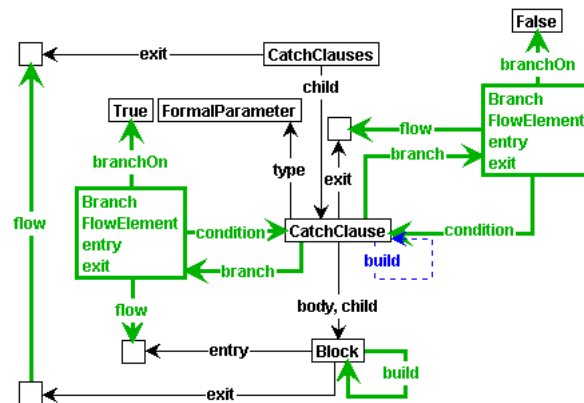 False
exit
CatchClauses
branchOn
child
Branch
FlowElement
entry
exit
True
FormalParameter
flow
branchOn
branch
type
exit
Branch
FlowElement
entry
exit
condition
CatchClause
condition
flow
build
branch
flow
body, child
entry
Block
build
exit